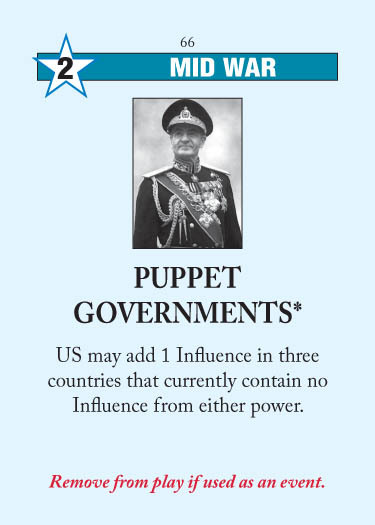 66
2
MID WAR
PUPPET
GOVERNMENTS*
US may add 1 Influence in three
countries that currently contain no
Influence from either power.
Remove from play if used as an event.